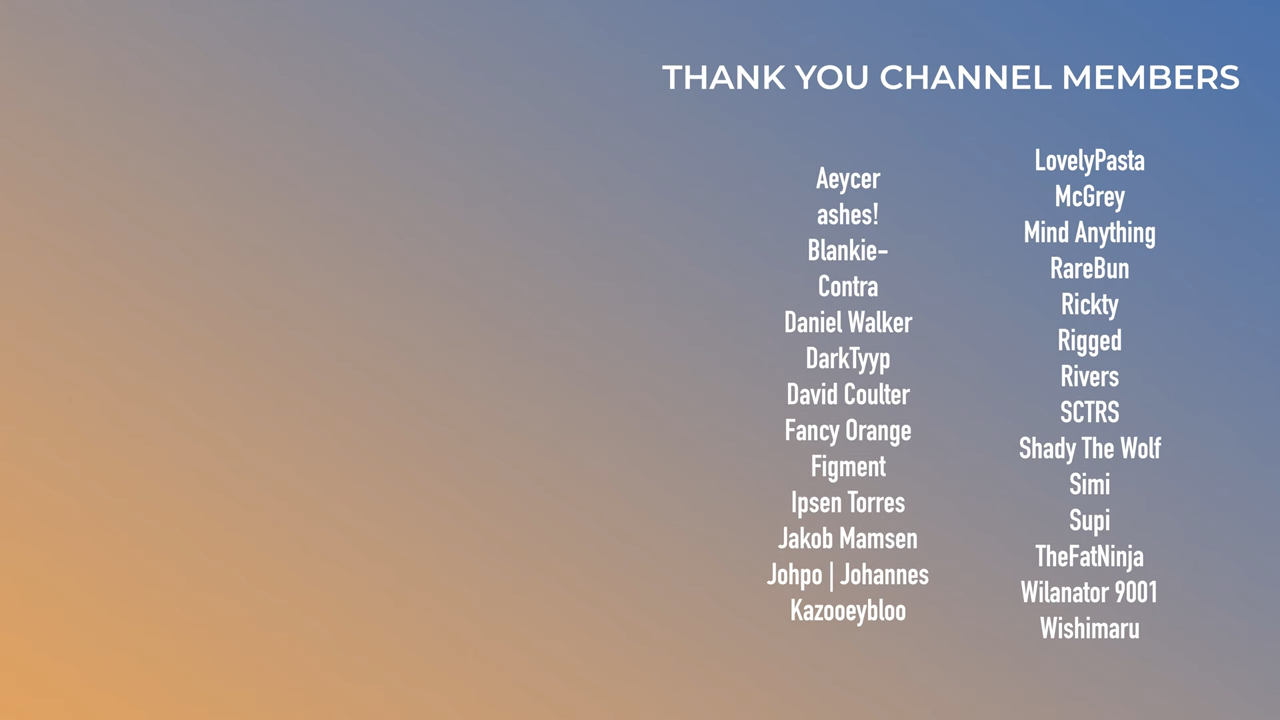 THANK YOU CHANNEL MEMBERS
Aeycer
ashes!
Blankie-
Contra
Daniel Walker
DarkTyyp
David Coulter
Fancy Orange
Figment
Ipsen Torres
Jakob Mamsen
Johpo | Johannes
Kazooeybloo
LovelyPasta
McGrey
Mind Anything
RareBun
Rickty
Rigged
Rivers
SCTRS
Shady The Wolf
Simi
Supi
TheFatNinja
Wilanator 9001
Wishimaru